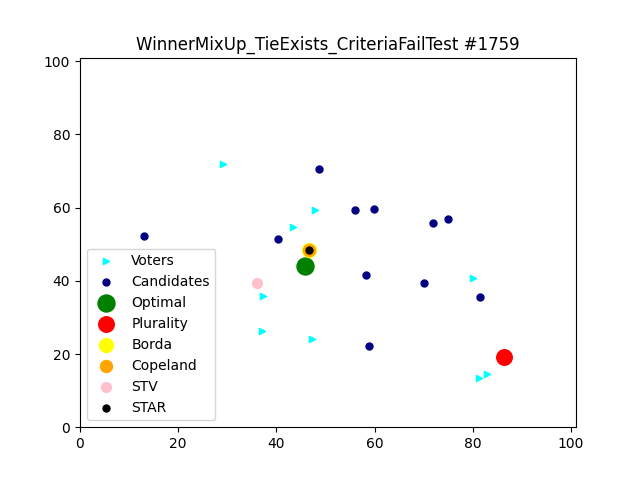 WinnerMixUp_TieExists_CriteriaFailTest #1759
100
80
60
40
20
0
Voters
Candidates
Optimal
Plurality
Borda
Copeland
STV
STAR
0 20 40 60 80 100